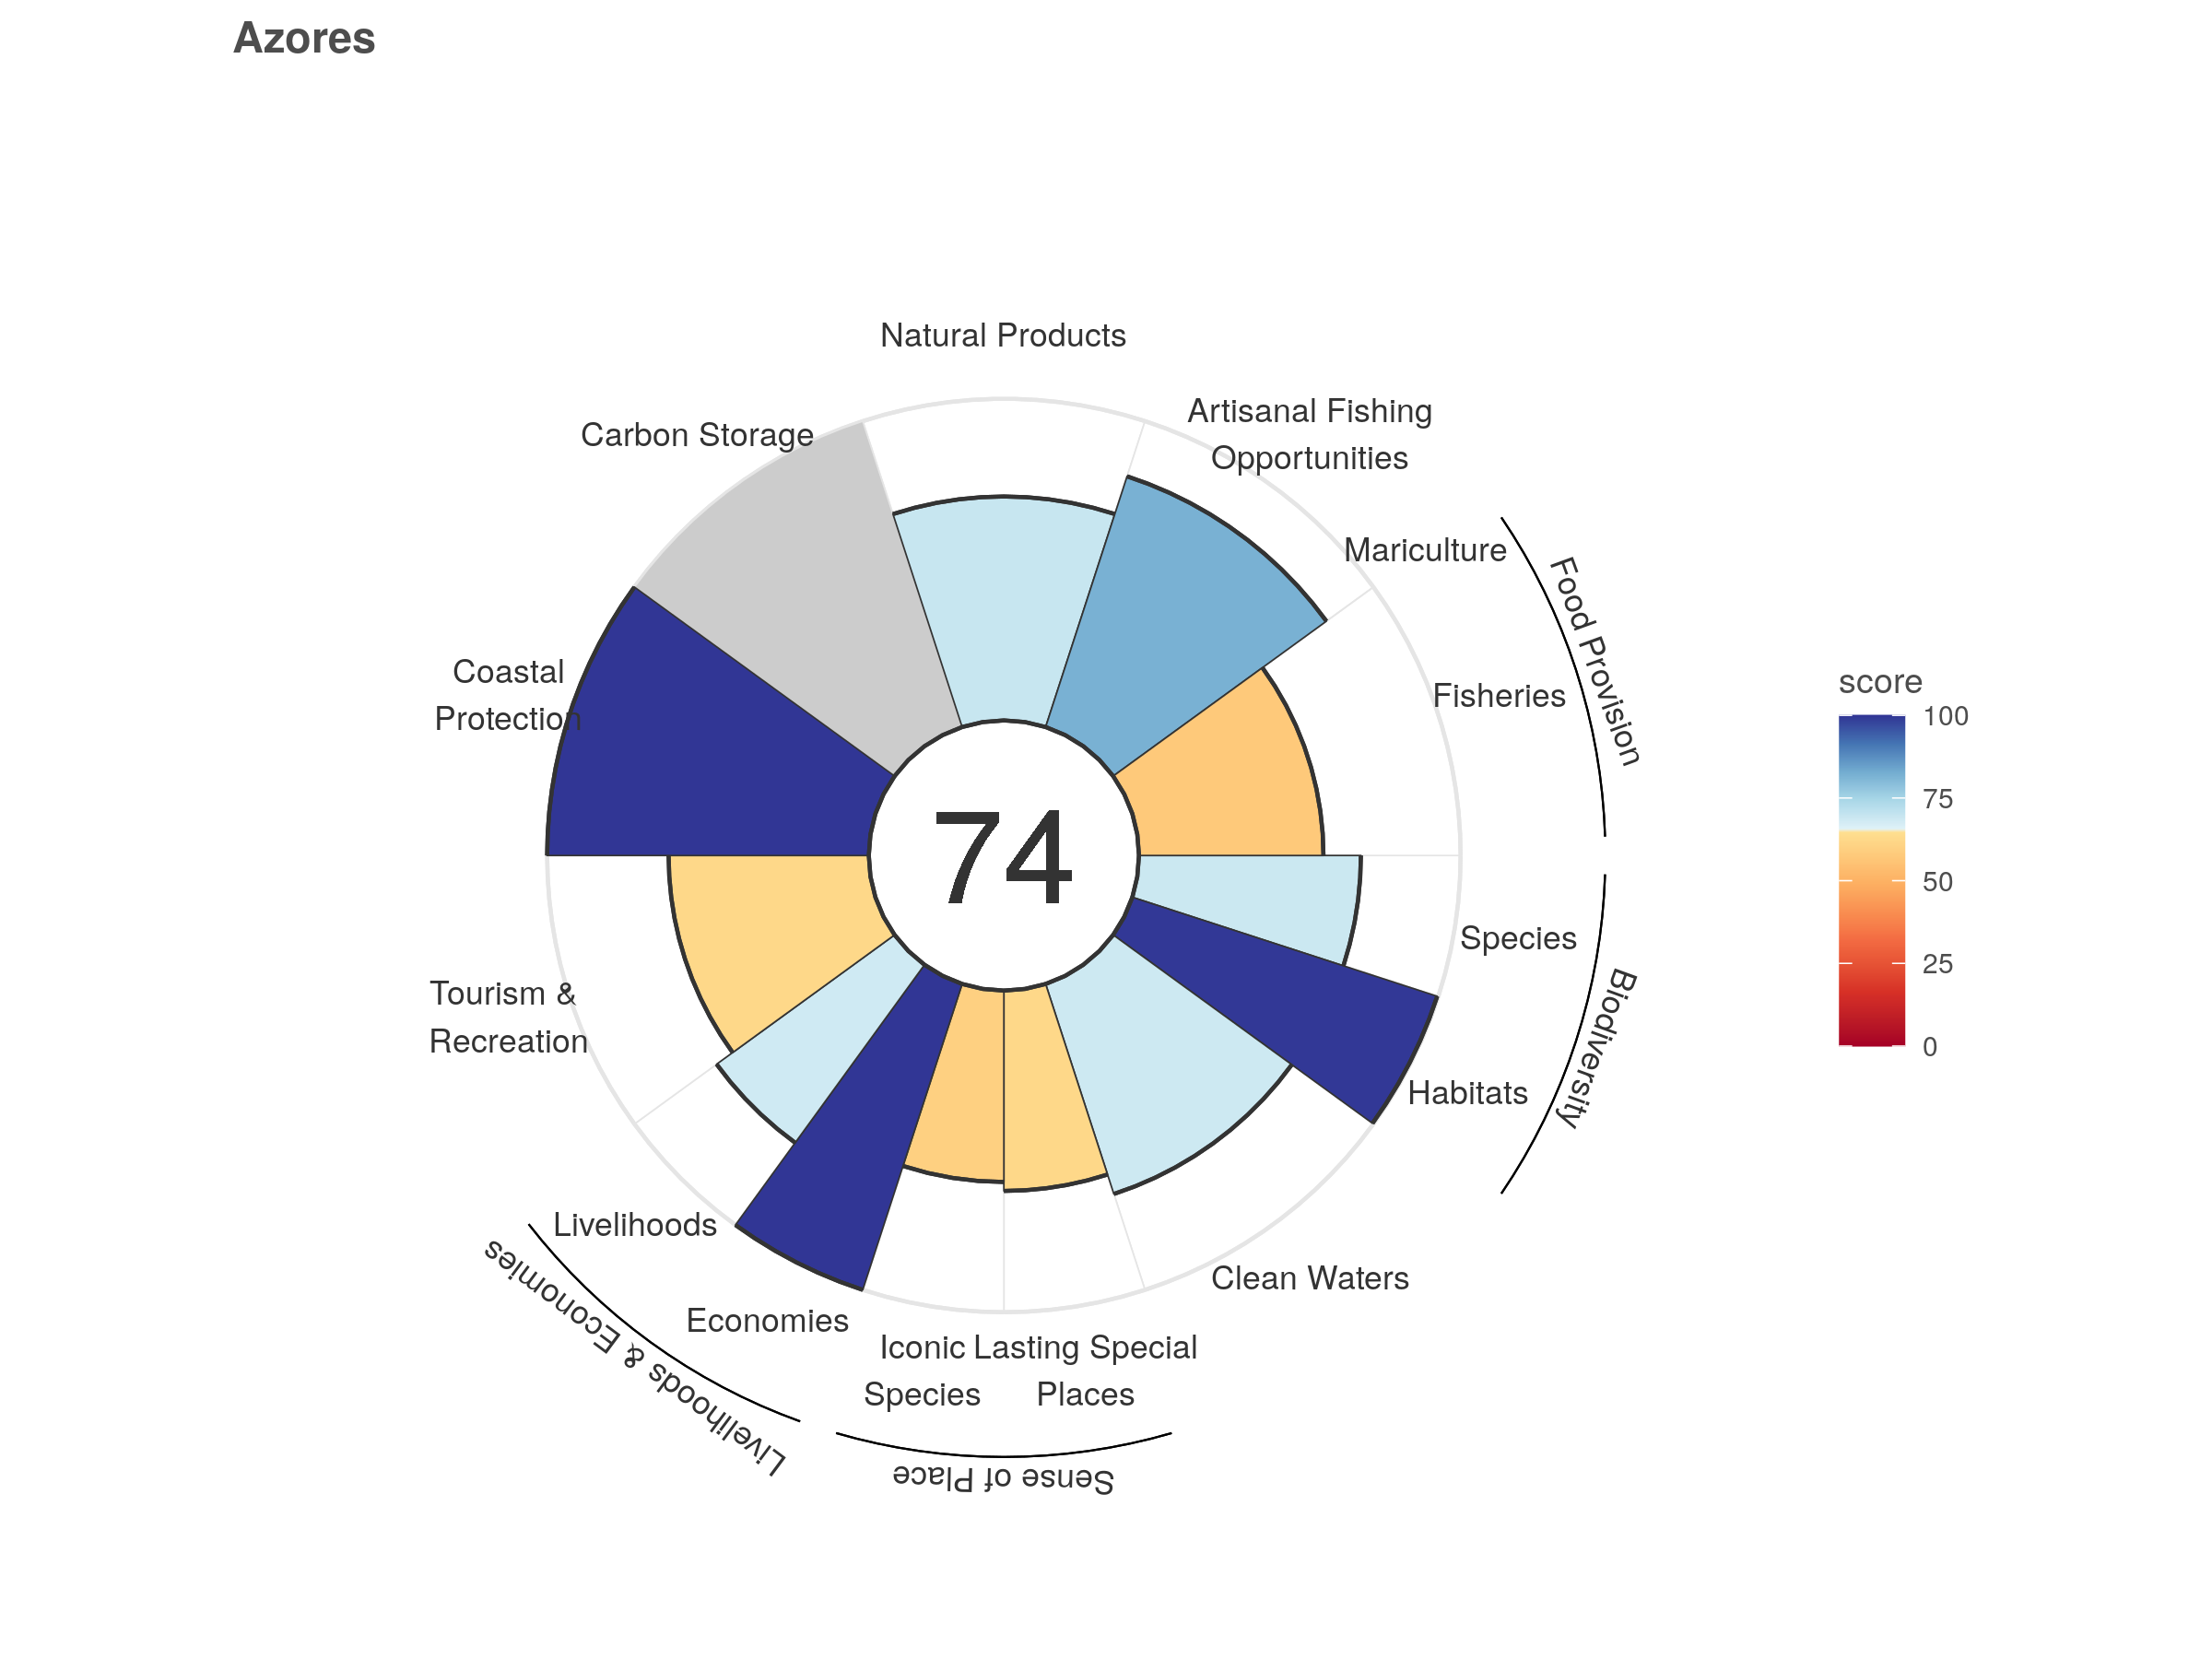 Azores
Natural Products
Artisanal Fishing
Opportunities
Carbon Storage
Mariculture
Food Provision
Fisheries
Coastal
Protection
score
100
75
50
25
0
74
Species
Biodiversity
Tourism &
Recreation
Habitats
Livelihoods
Clean Waters
Economies
Livelihoods & Economies
Iconic
Species
Lasting Special
Places
Sense of Place